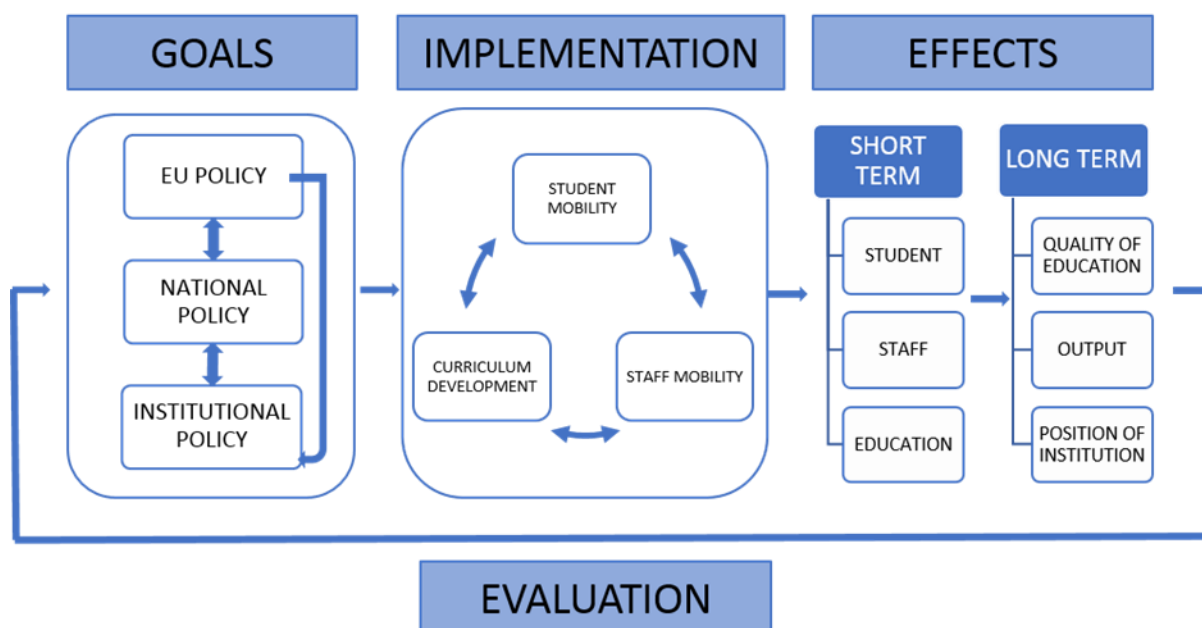 GOALS
IMPLEMENTATION
EFFECTS
EU POLICY
NATIONAL
POLICY
INSTITUTIONAL
POLICY
STUDENT
MOBILITY
CURRICULUM
DEVELOPMENT
STAFF MOBILITY
SHORT
TERM
STUDENT
STAFF
EDUCATION
LONG TERM
QUALITY OF
EDUCATION
OUTPUT
POSITION OF
INSTITUTION
EVALUATION